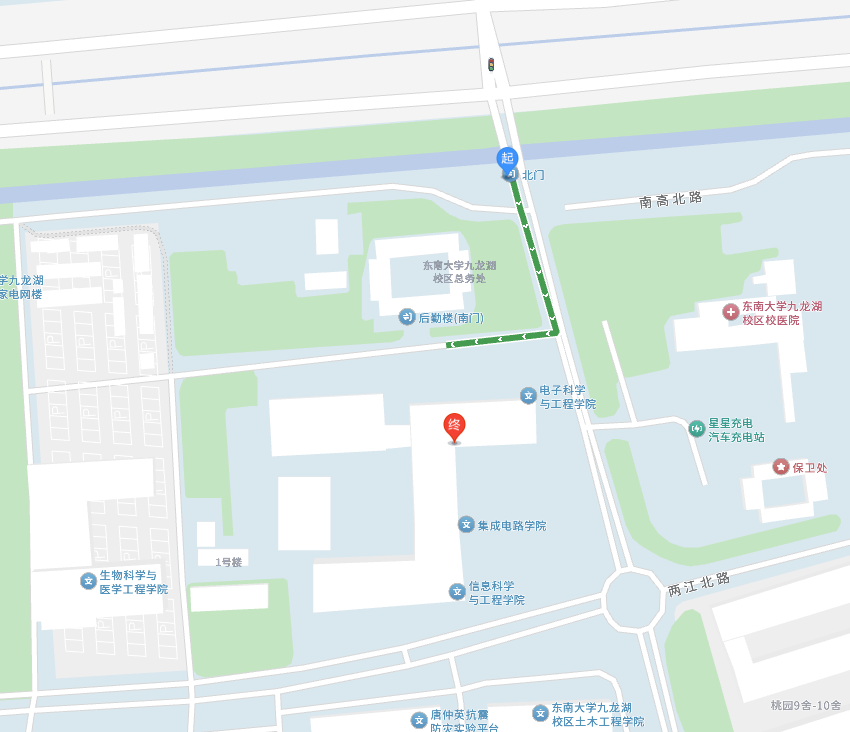 起
北门
南高北路
东南大学九龙湖
校区总务处
学九龙湖
家电网楼
后勤楼(南门)
东南大学九龙湖
校区校医院
电子科学
与工程学院
终
星星充电
汽车充电站
保卫处
集成电路学院
1号楼
生物科学与
医学工程学院
信息科学
与工程学院
两江北路
桃园9舍-10舍
唐仲英抗震
防灾实验平台
东南大学九龙湖
校区土木工程学院